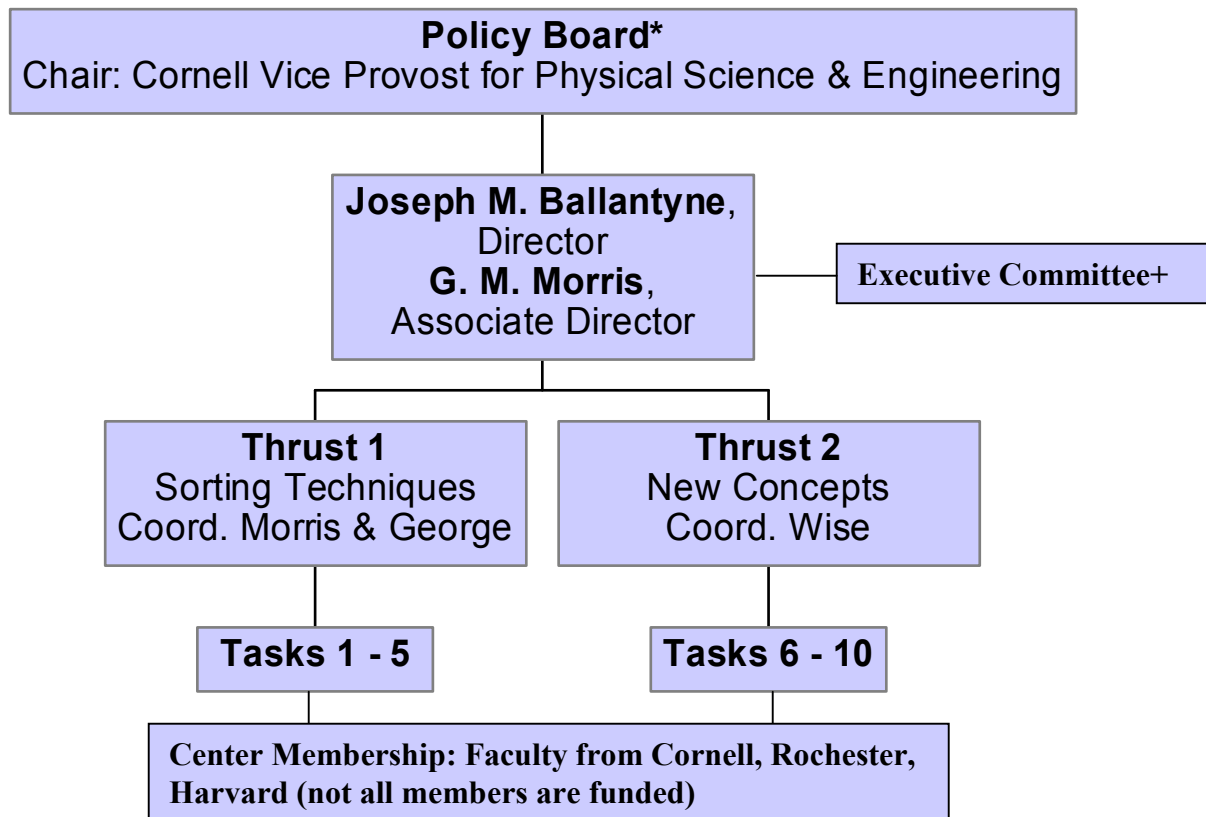 Policy Board*
Chair: Cornell Vice Provost for Physical Science & Engineering
Joseph M. Ballantyne,
Director
G. M. Morris,
Associate Director
Executive Committee+
Thrust 1
Sorting Techniques
Coord. Morris & George
Thrust 2
New Concepts
Coord. Wise
Tasks 1 - 5
Tasks 6 - 10
Center Membership: Faculty from Cornell, Rochester,
Harvard (not all members are funded)